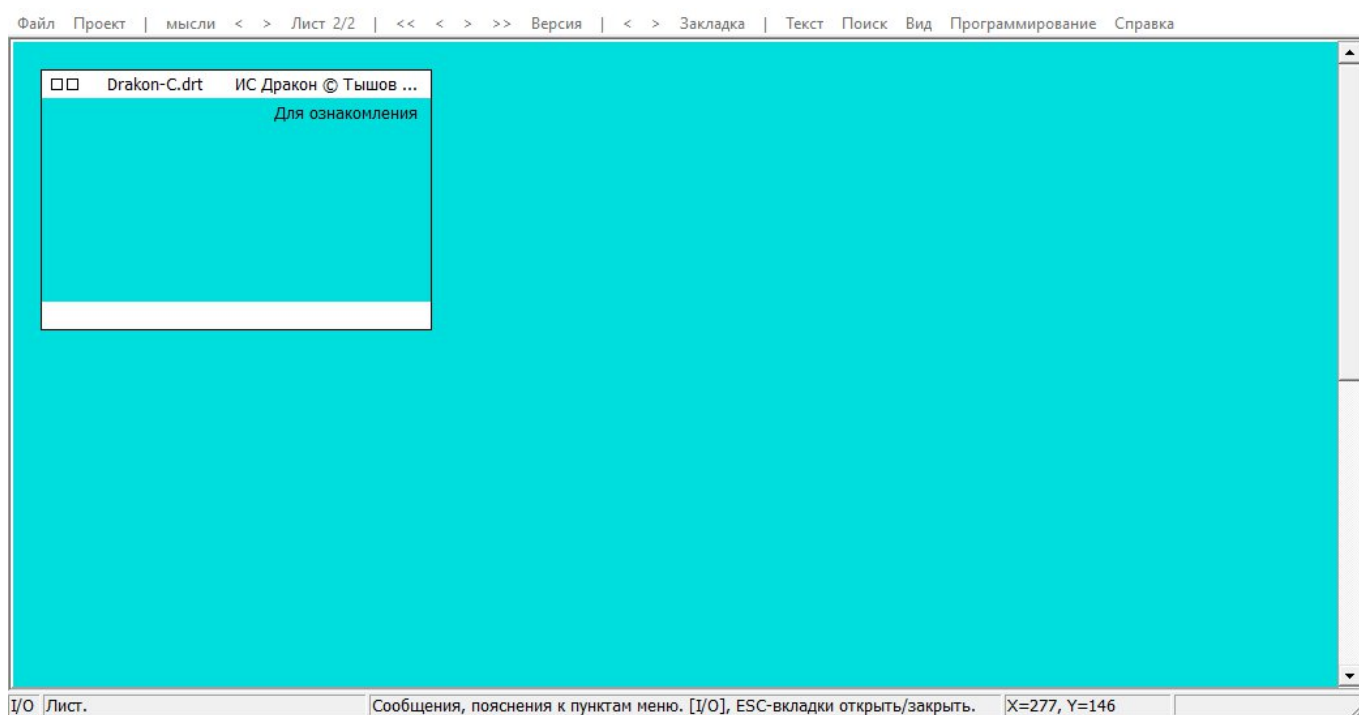 Файл Проект | мысли < > Лист 2/2 | << < > >> Версия | < > Закладка | Текст Поиск Вид Программирование Справка
Drakon-C.drt ИС Дракон © Тышов ...
Для ознакомления
I/O Лист. Сообщения, пояснения к пунктам меню. [I/O], ESC-вкладки открыть/закрыть. X=277, Y=146